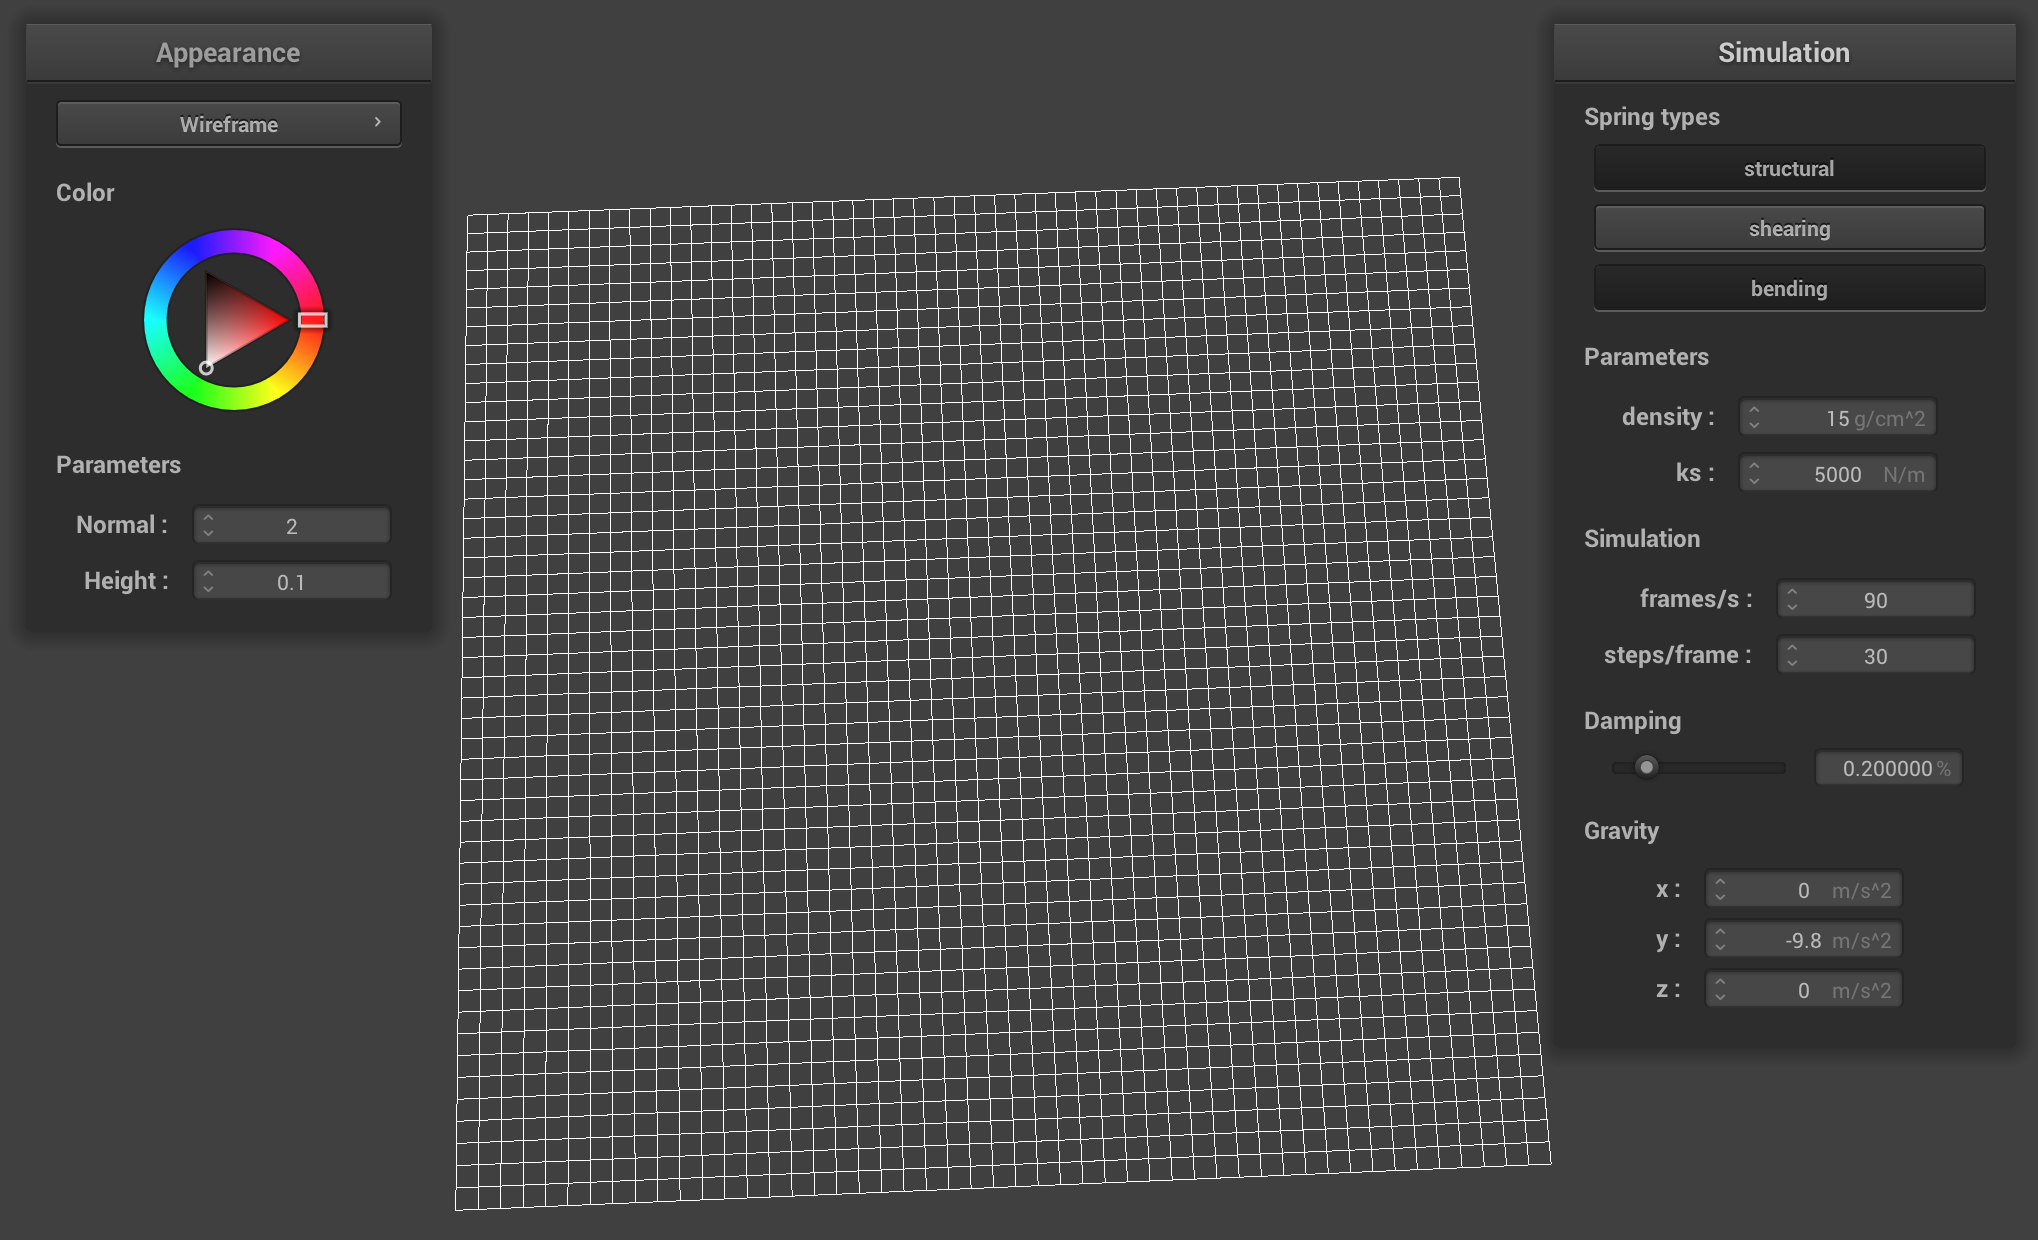 Appearance
Wireframe
Color
Parameters
Normal : 2
Height : 0.1
Simulation
Spring types
structural
shearing
bending
Parameters
density : 15 g/cm^2
ks : 5000 N/m
Simulation
frames/s : 90
steps/frame : 30
Damping
0.200000 %
Gravity
x : 0 m/s^2
y : -9.8 m/s^2
z : 0 m/s^2